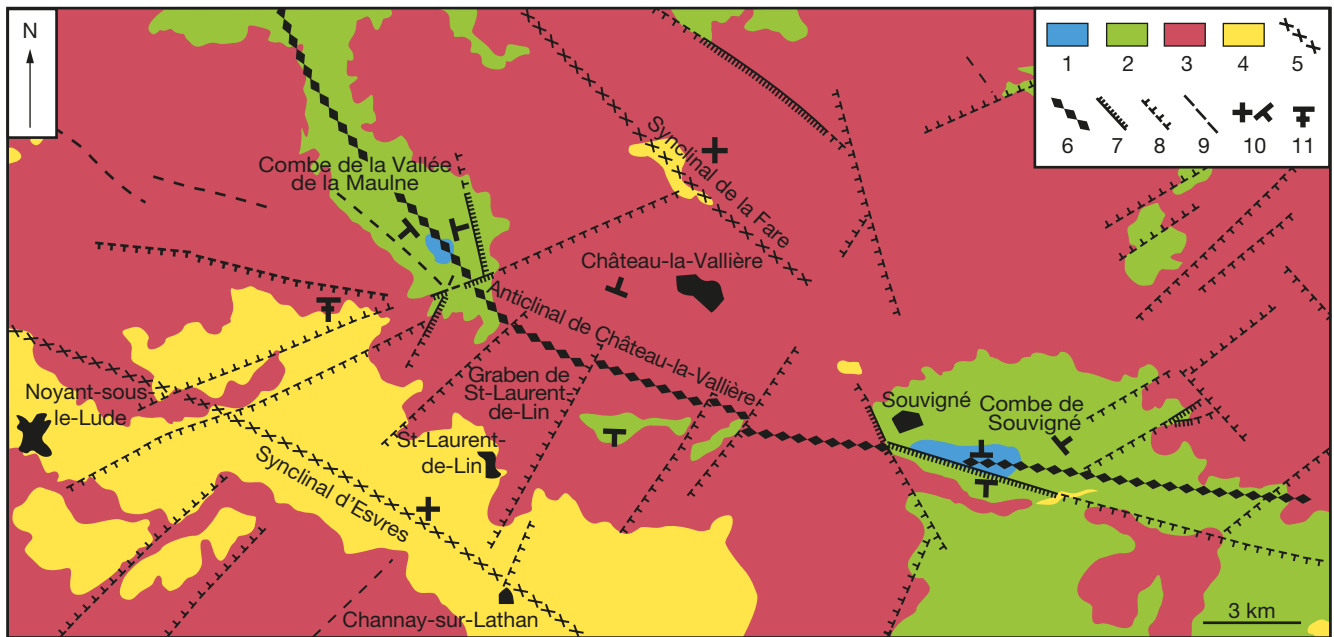 N
1 2 3 4 5
6 7 8 9 10 11
Combe de la Vallée
de la Maulne
Synclinal de la Fare
Château-la-Vallière
Anticlinal de Château-la-Vallière
Noyant-sous-
le-Lude
Graben de
St-Laurent-
de-Lin
St-Laurent-
de-Lin
Souvigné
Combe de
Souvigné
Synclinal d'Esvres
Channay-sur-Lathan
3 km